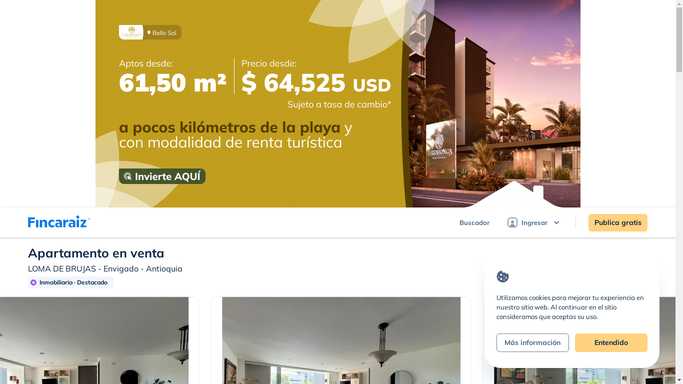 Bello Sol
Aptos desde:
61,50 m²
Precio desde:
$ 64,525 USD
Sujeto a tasa de cambio*
a pocos kilómetros de la playa y
con modalidad de renta turística
Invierte AQUÍ
Fincaraiz
Buscador
Ingresar
Publica gratis
Apartamento en venta
LOMA DE BRUJAS - Envigado - Antioquia
Inmobiliaria · Destacado
Utilizamos cookies para mejorar tu experiencia en
nuestro sitio web. Al continuar en el sitio
consideramos que aceptas su uso.
Más información
Entendido